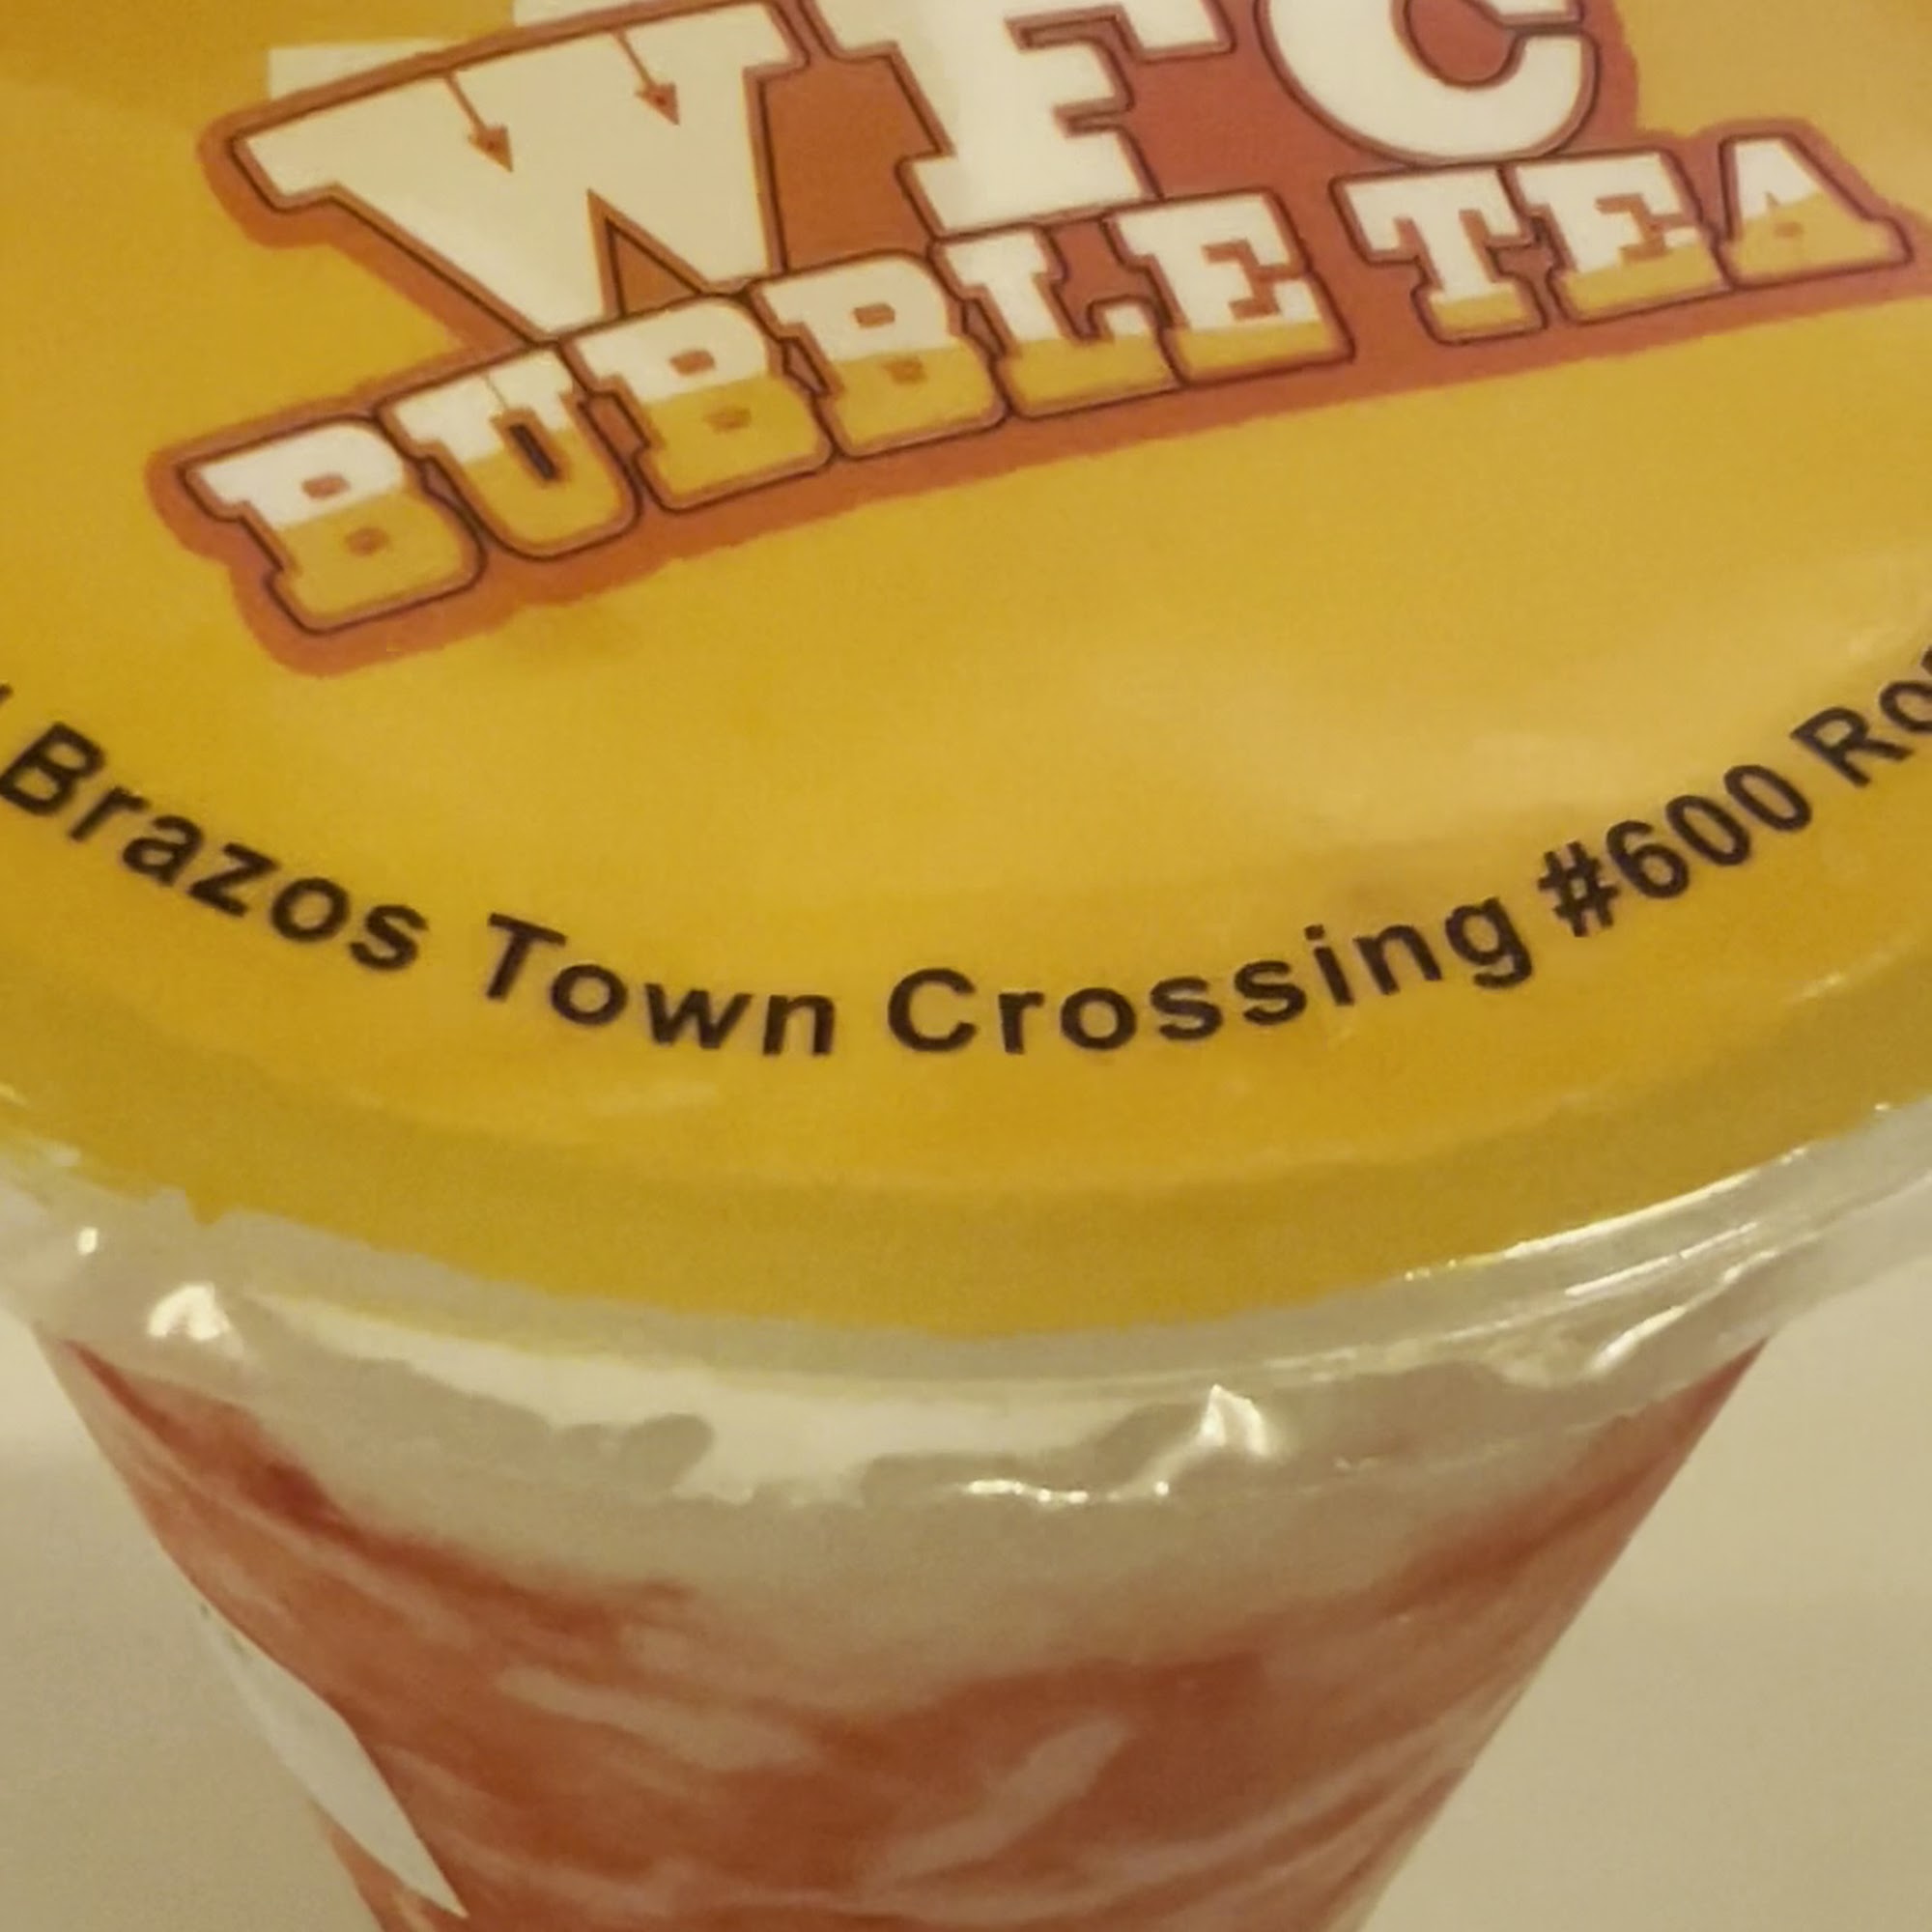 WFC
BUBBLE TEA
Brazos Town Crossing #600